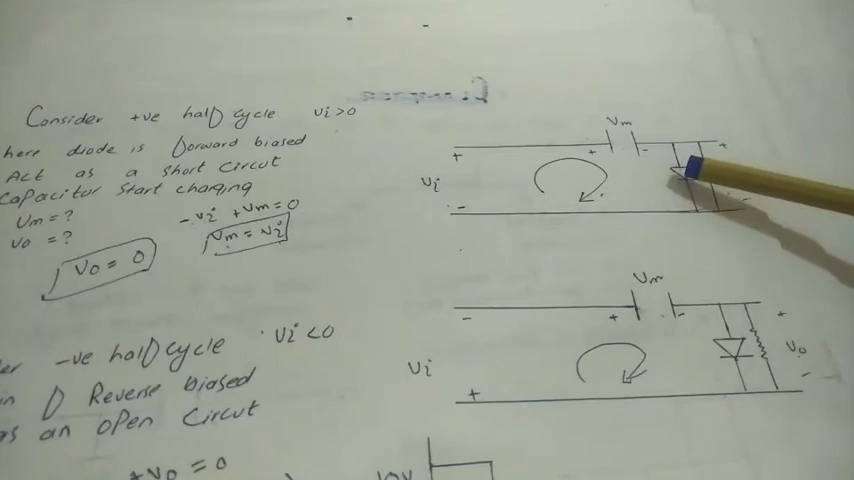 Consider +ve half cycle vi>0
here diode is forward biased
Act as a short circut
Capacitor start charging
Vm = ?
Vo = ?
-vi + vm = 0
Vm = vi
Vo = 0
-ve half cycle Vi<0
D Reverse biased
an open circut
+Vo = 0
Vm
+ + - +
Vi
- -
Vm
- + - +
Vi Vo
+ -
10V